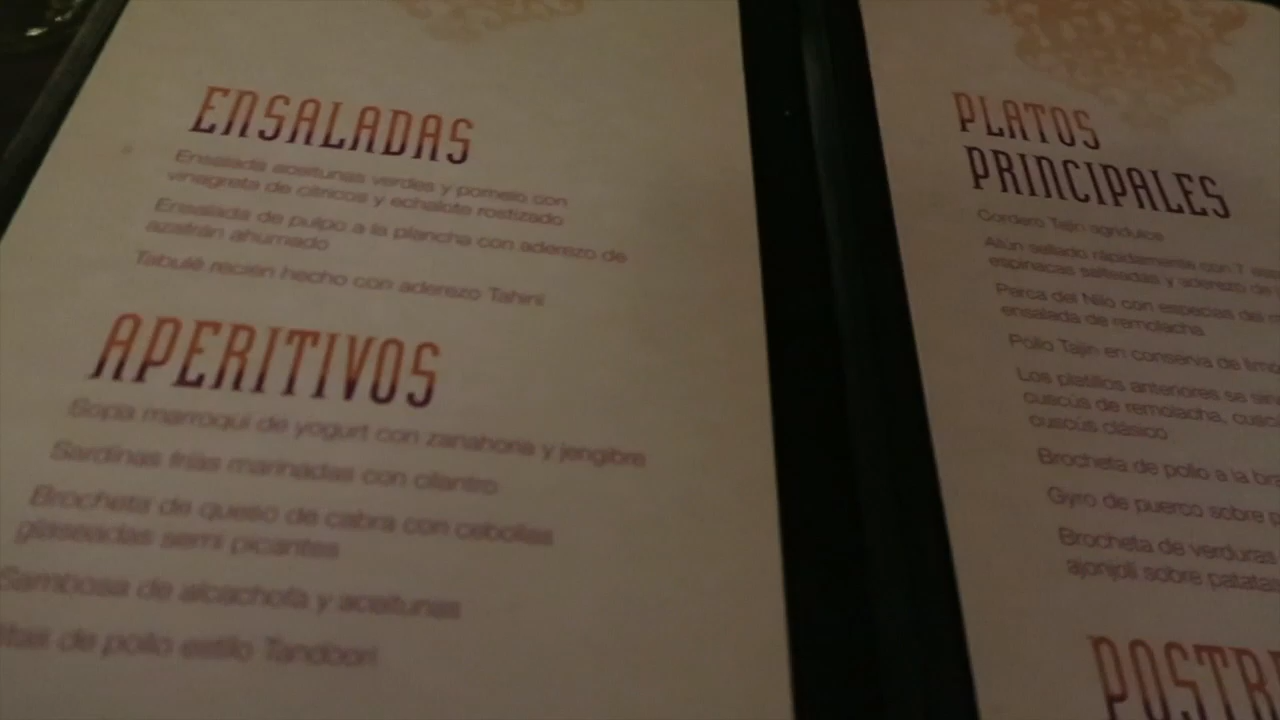 ENSALADAS
Ensalada aceitunas verdes y pomelo con
vinagreta de cítricos y echalote rostizado
Ensalada de pulpo a la plancha con aderezo de
azafrán ahumado
Tabulé recién hecho con aderezo Tahini
APERITIVOS
Sopa marroquí de yogurt con zanahoria y jengibre
Sardinas frías marinadas con cilantro
Brocheta de queso de cabra con cebollas
glaseadas semi picantes
Sambosa de alcachofa y aceitunas
de pollo estilo Tandoori
PLATOS
PRINCIPALES
Cordero Tajin agridulce
Atún sellado rápidamente con 7
espinacas salteadas y aderezo de
Perca del Nilo con especias del
ensalada de remolacha
Pollo Tajin en conserva de
Los platillos anteriores se
cuscús de remolacha,
cuscús clásico
Brocheta de pollo a la
Gyro de puerco sobre
Brocheta de verduras
ajonjolí sobre
POSTR